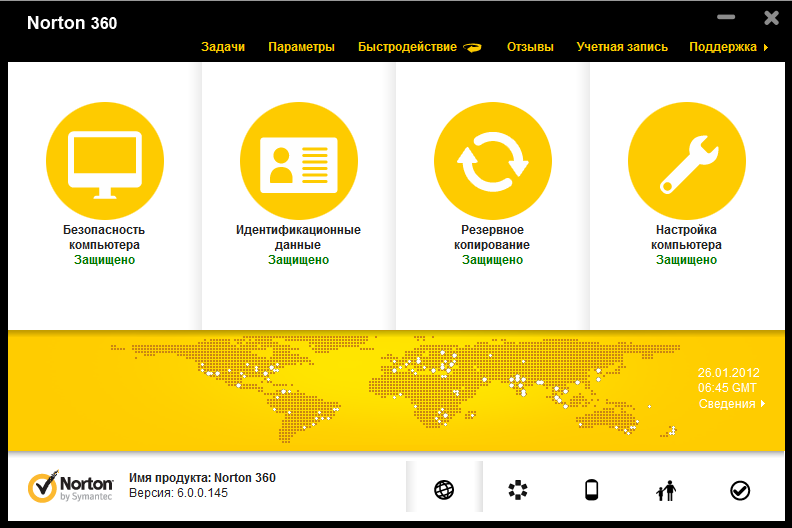 Norton 360
Задачи Параметры Быстродействие Отзывы Учетная запись Поддержка
Безопасность
компьютера
Защищено
Идентификационные
данные
Защищено
Резервное
копирование
Защищено
Настройка
компьютера
Защищено
26.01.2012
06:45 GMT
Сведения
Norton
by Symantec
Имя продукта: Norton 360
Версия: 6.0.0.145